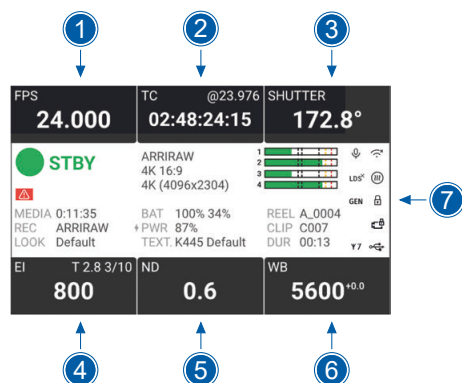 1 2 3
FPS TC @23.976 SHUTTER
24.000 02:48:24:15 172.8°
STBY
ARRIRAW
4K 16:9
4K (4096x2304)
1
2
3
4
LDS
GEN
7
MEDIA 0:11:35 BAT 100% 34% REEL A_0004
REC ARRIRAW PWR 87% CLIP C007
LOOK Default TEXT. K445 Default DUR 00:13
Y7
EI T 2.8 3/10 ND WB
800 0.6 5600+0.0
4 5 6